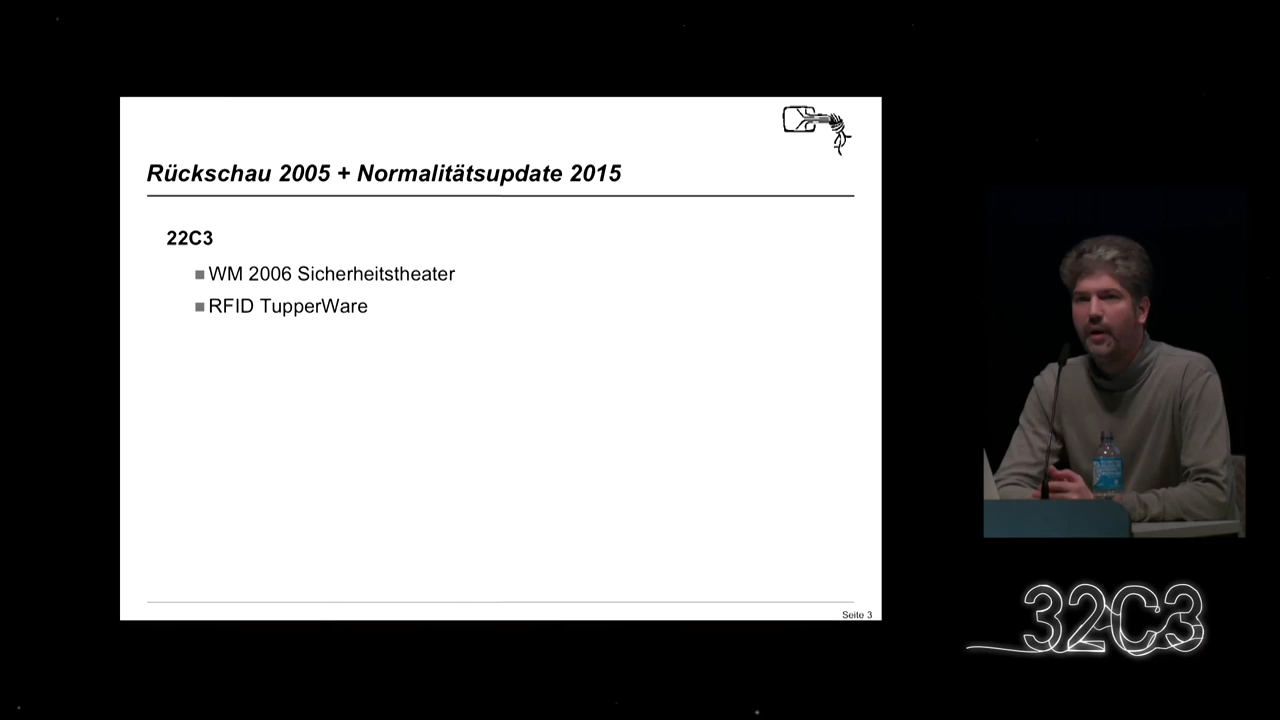 Rückschau 2005 + Normalitätsupdate 2015
22C3
WM 2006 Sicherheitstheater
RFID TupperWare
Seite 3
32C3